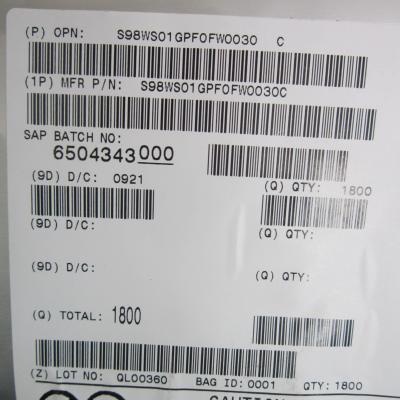 (P) OPN: S98WS01GPF0FW0030 C
(1P) MFR P/N: S98WS01GPF0FW0030C
SAP BATCH NO:
6504343000
(9D) D/C: 0921 (Q) QTY: 1800
(9D) D/C: (Q) QTY:
(9D) D/C: (Q) QTY:
(Q) TOTAL: 1800
(Z) LOT NO: QL00360 BAG ID:0001 QTY: 1800